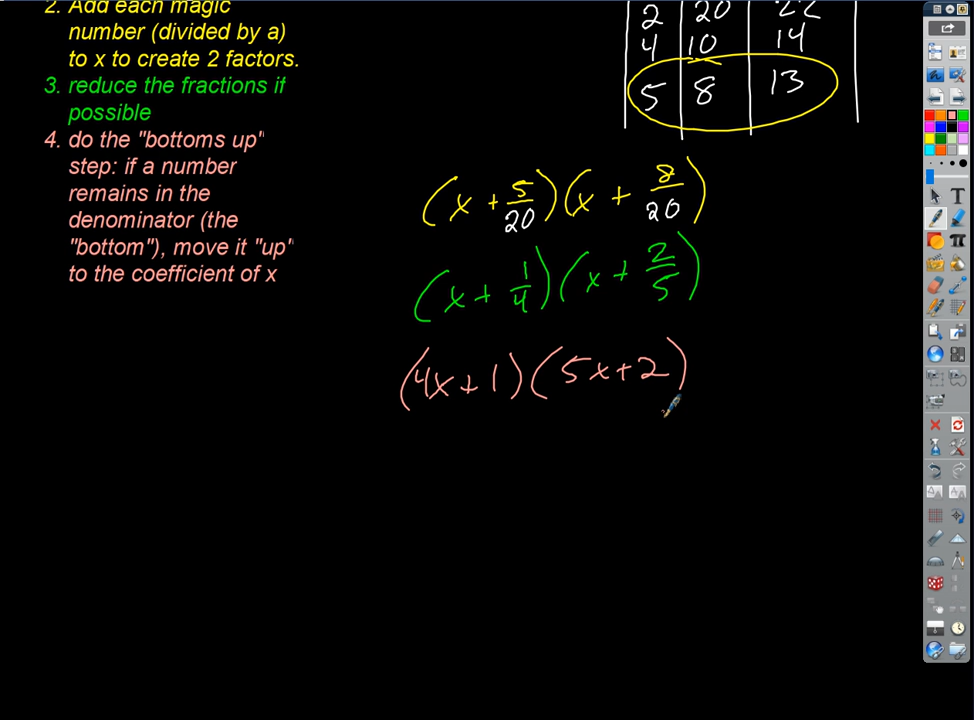 2. Add each magic
number (divided by a)
to x to create 2 factors.
3. reduce the fractions if
possible
4. do the "bottoms up"
step: if a number
remains in the
denominator (the
"bottom"), move it "up"
to the coefficient of x
2 20 22
4 10 14
5 8 13
(x + 5/20)(x + 8/20)
(x + 1/4)(x + 2/5)
(4x + 1)(5x + 2)